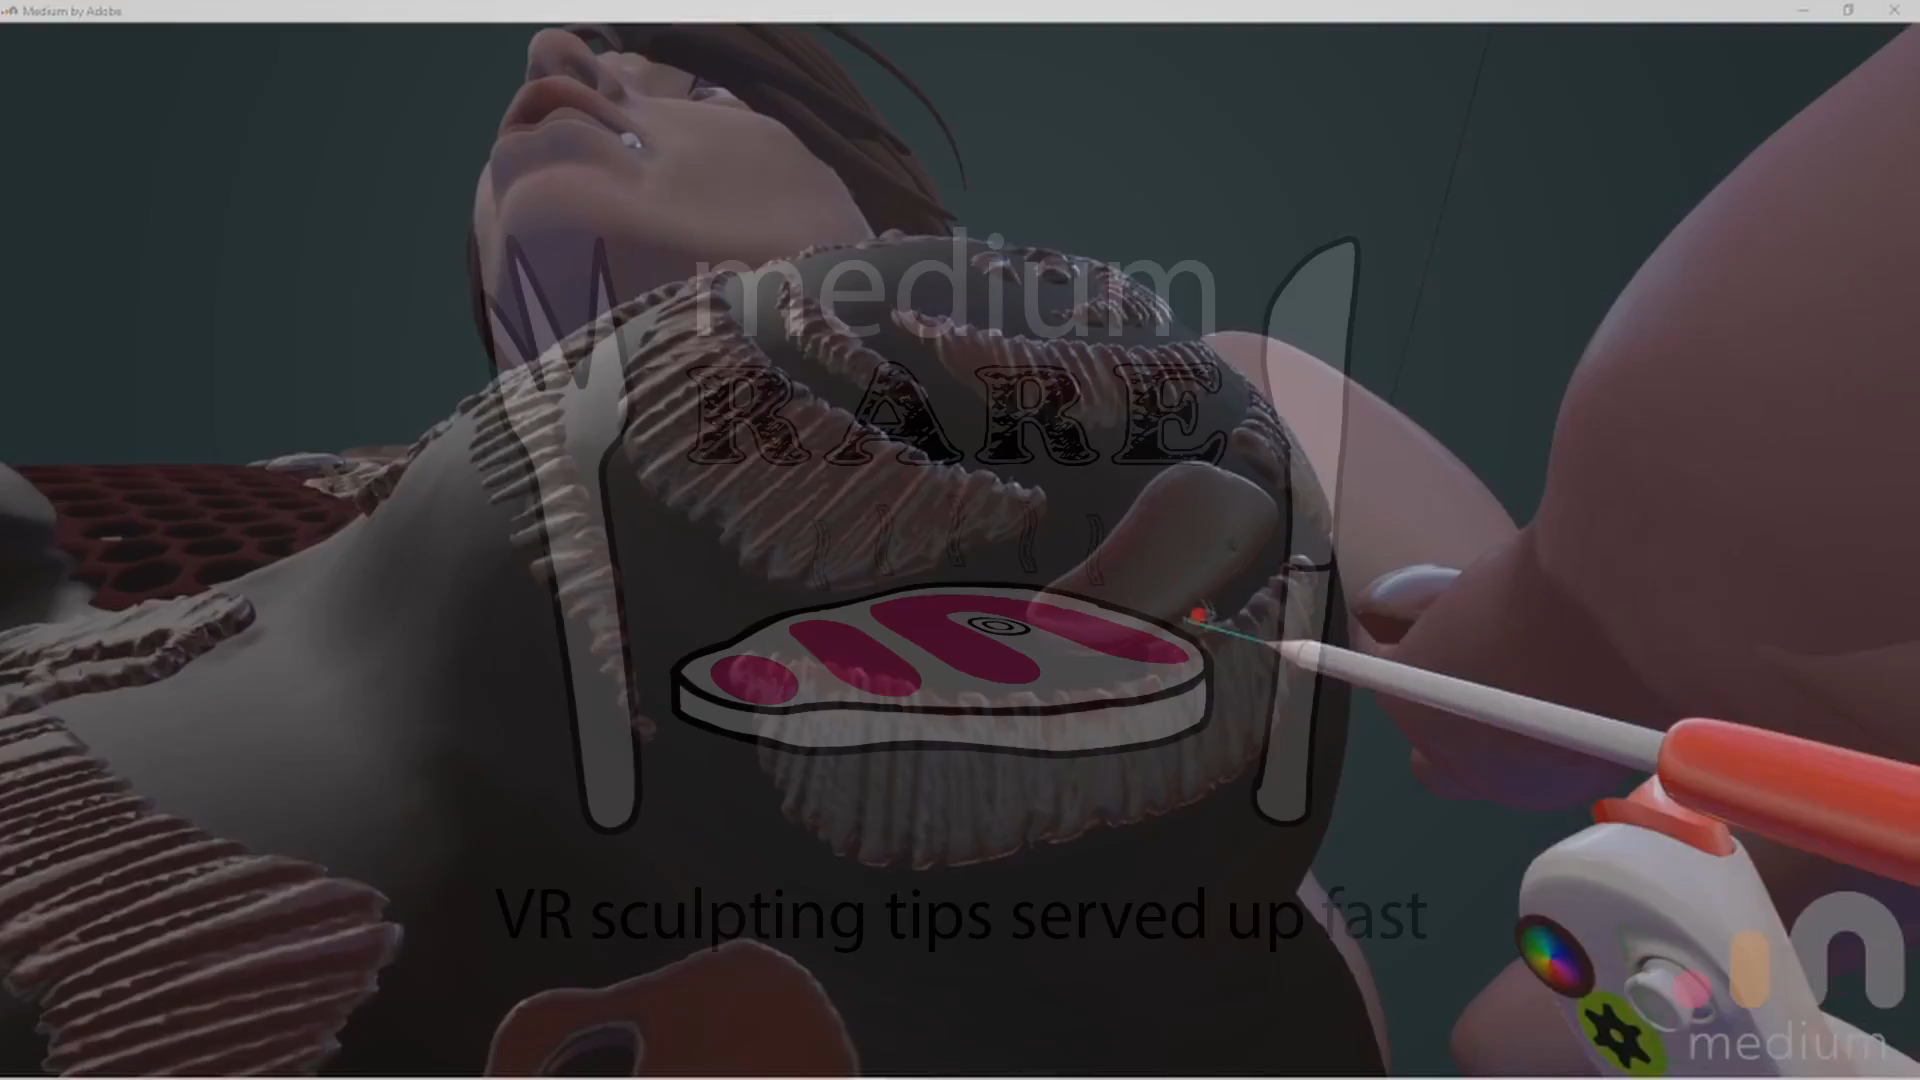 Medium by Adobe
medium
RARE
VR sculpting tips served up fast
medium